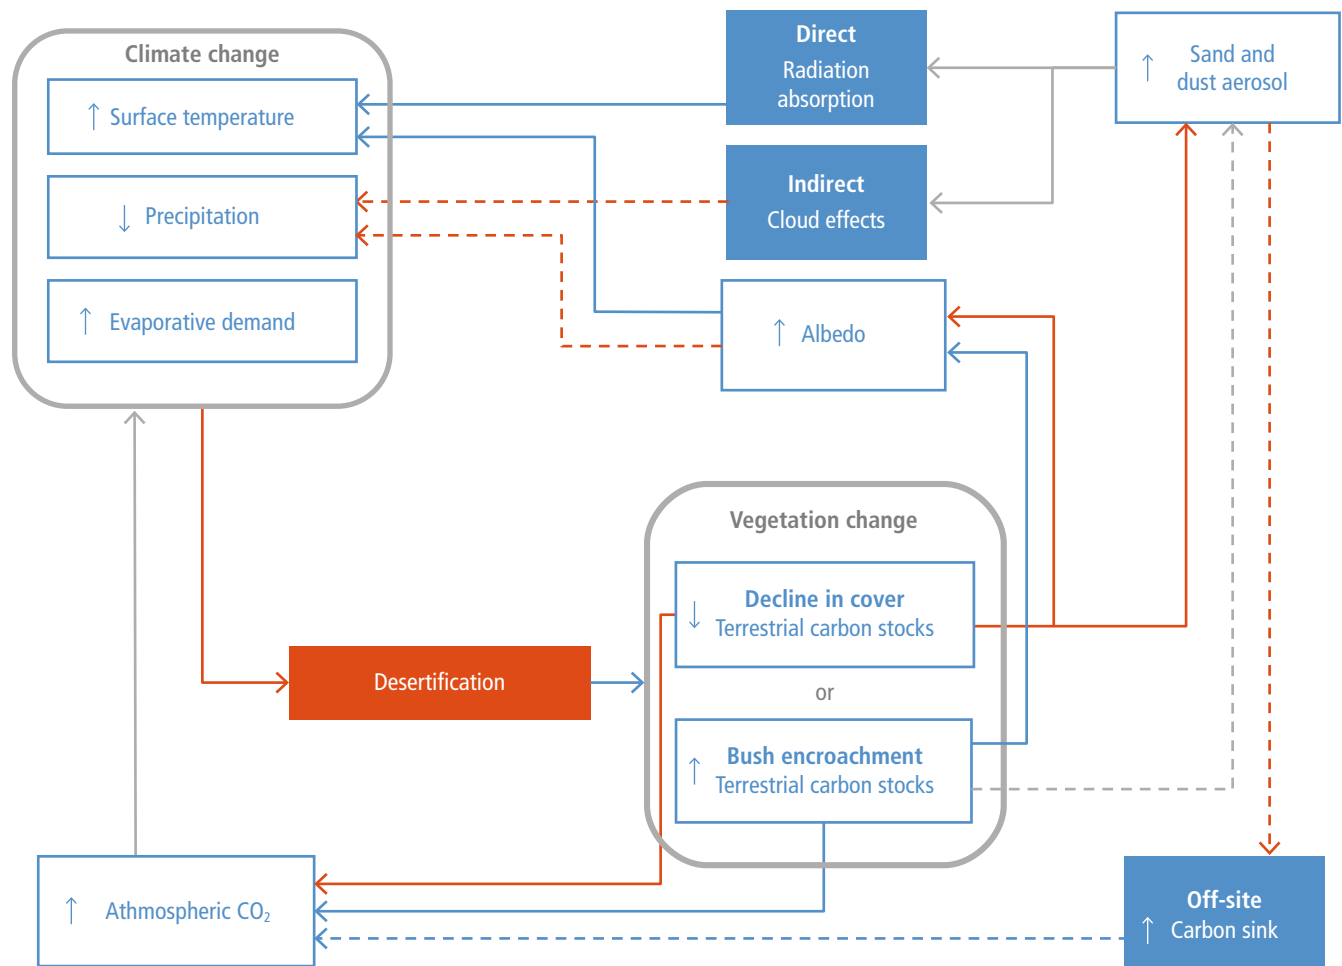 Climate change
↑ Surface temperature
↓ Precipitation
↑ Evaporative demand
Direct
Radiation
absorption
Indirect
Cloud effects
↑ Albedo
↑ Sand and
dust aerosol
Vegetation change
Decline in cover
↓ Terrestrial carbon stocks
or
Bush encroachment
↑ Terrestrial carbon stocks
Desertification
↑ Athmospheric CO₂
Off-site
↑ Carbon sink